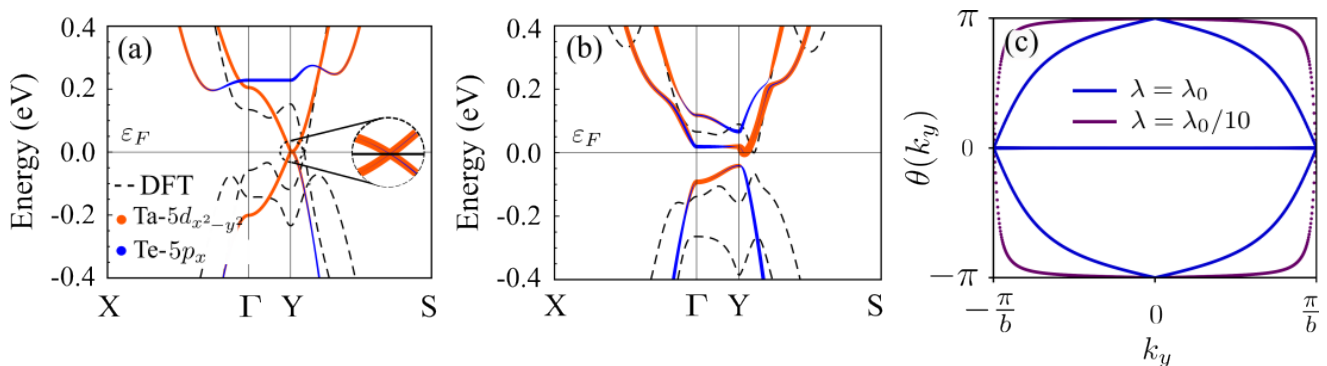 (a)
Energy (eV)
0.4
0.2
0.0
-0.2
-0.4
ε_F
DFT
Ta-5d_{x²−y²}
Te-5p_x
X Γ Y S
(b)
Energy (eV)
0.4
0.2
0.0
-0.2
-0.4
ε_F
X Γ Y S
(c)
θ(k_y)
π
0
−π
λ = λ₀
λ = λ₀/10
−π/b 0 π/b
k_y